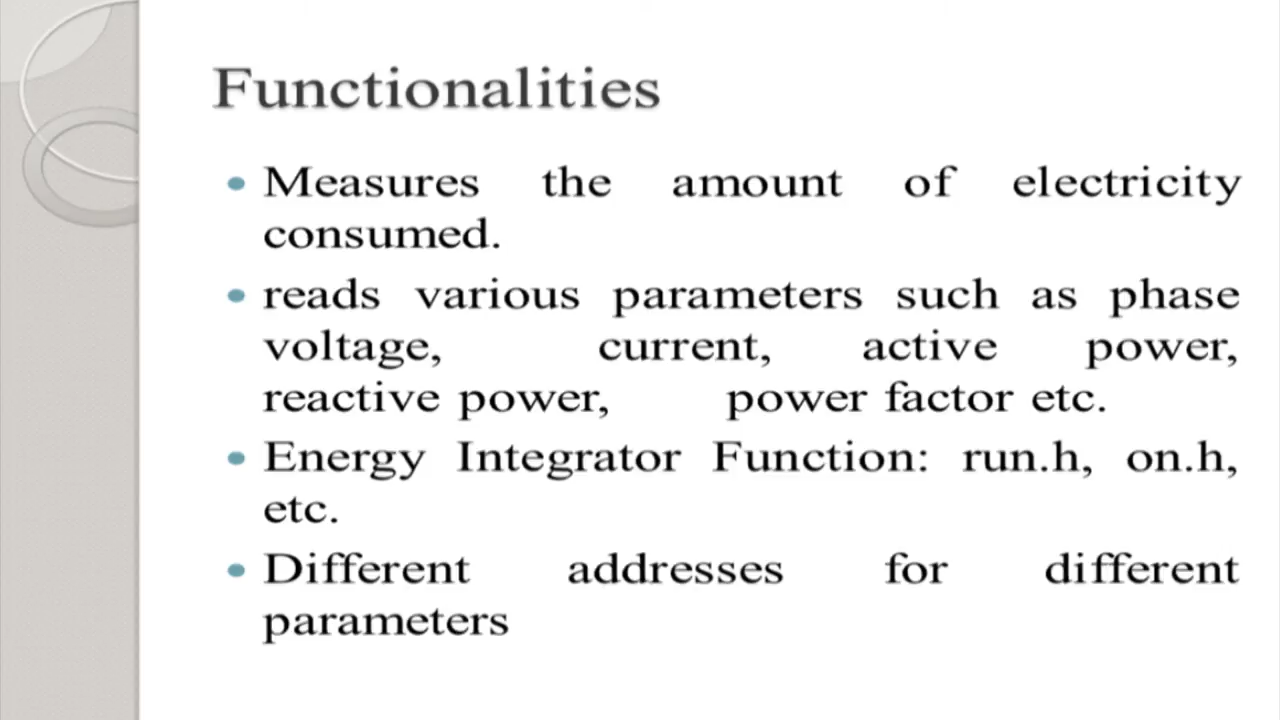 Functionalities
• Measures the amount of electricity
consumed.
• reads various parameters such as phase
voltage, current, active power,
reactive power, power factor etc.
• Energy Integrator Function: run.h, on.h,
etc.
• Different addresses for different
parameters